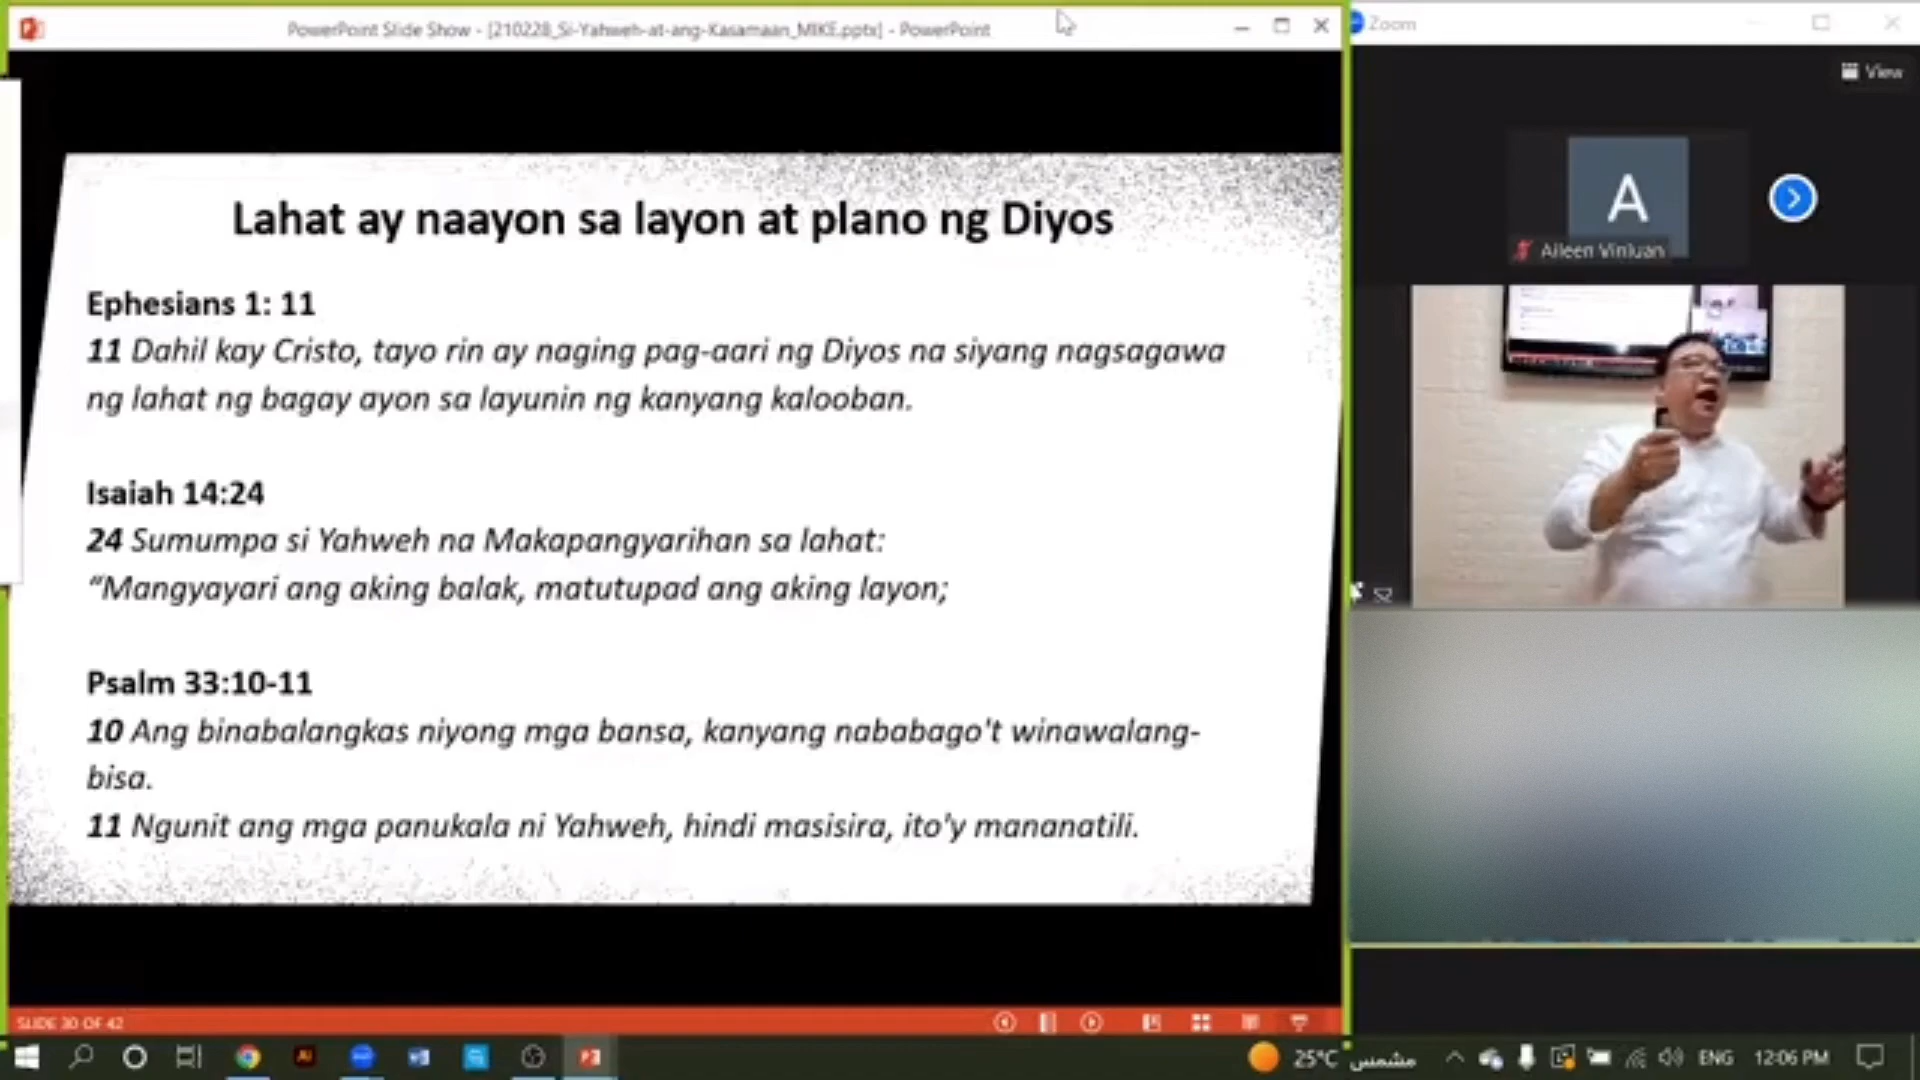 PowerPoint Slide Show - [210228_Si-Yahweh-at-ang-Kasamaan_MIKE.pptx] - PowerPoint
Zoom
View
Lahat ay naayon sa layon at plano ng Diyos
Ephesians 1: 11
11 Dahil kay Cristo, tayo rin ay naging pag-aari ng Diyos na siyang nagsagawa
ng lahat ng bagay ayon sa layunin ng kanyang kalooban.
Isaiah 14:24
24 Sumumpa si Yahweh na Makapangyarihan sa lahat:
“Mangyayari ang aking balak, matutupad ang aking layon;
Psalm 33:10-11
10 Ang binabalangkas niyong mga bansa, kanyang nababago't winawalang-
bisa.
11 Ngunit ang mga panukala ni Yahweh, hindi masisira, ito'y mananatili.
A
Aileen Vinluan
SLIDE 30 OF 42
Ai
25°C مشمس
ENG
12:06 PM